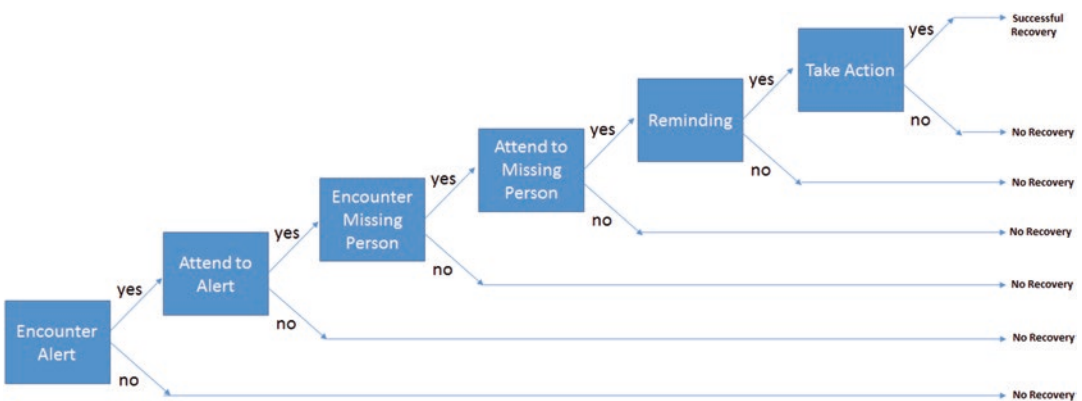 Encounter
Alert
yes
no
Attend to
Alert
yes
no
Encounter
Missing
Person
yes
no
Attend to
Missing
Person
yes
no
Reminding
yes
no
Take Action
yes
no
Successful
Recovery
No Recovery
No Recovery
No Recovery
No Recovery
No Recovery
No Recovery